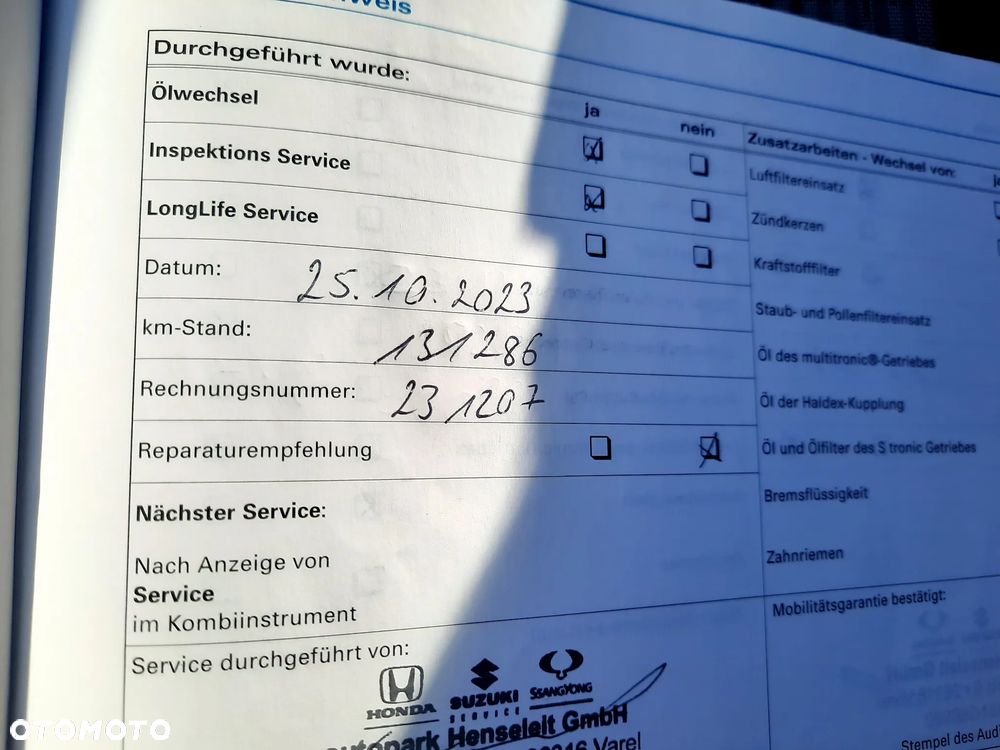 Durchgeführt wurde:
ja
nein
Zusatzarbeiten - Wechsel von:
Ölwechsel
Inspektions Service
LongLife Service
Datum: 25.10.2023
km-Stand: 131286
Rechnungsnummer: 231207
Reparaturempfehlung
Nächster Service:
Nach Anzeige von
Service
im Kombiinstrument
Luftfiltereinsatz
Zündkerzen
Kraftstofffilter
Staub- und Pollenfiltereinsatz
Öl des multitronic®-Getriebes
Öl der Haldex-Kupplung
Öl und Ölfilter des S tronic Getriebes
Bremsflüssigkeit
Zahnriemen
Service durchgeführt von:
HONDA
SUZUKI
SERVICE
SSANGYONG
Henseleit GmbH
Varel
Mobilitätsgarantie bestätigt:
Stempel des
OTOMOTO